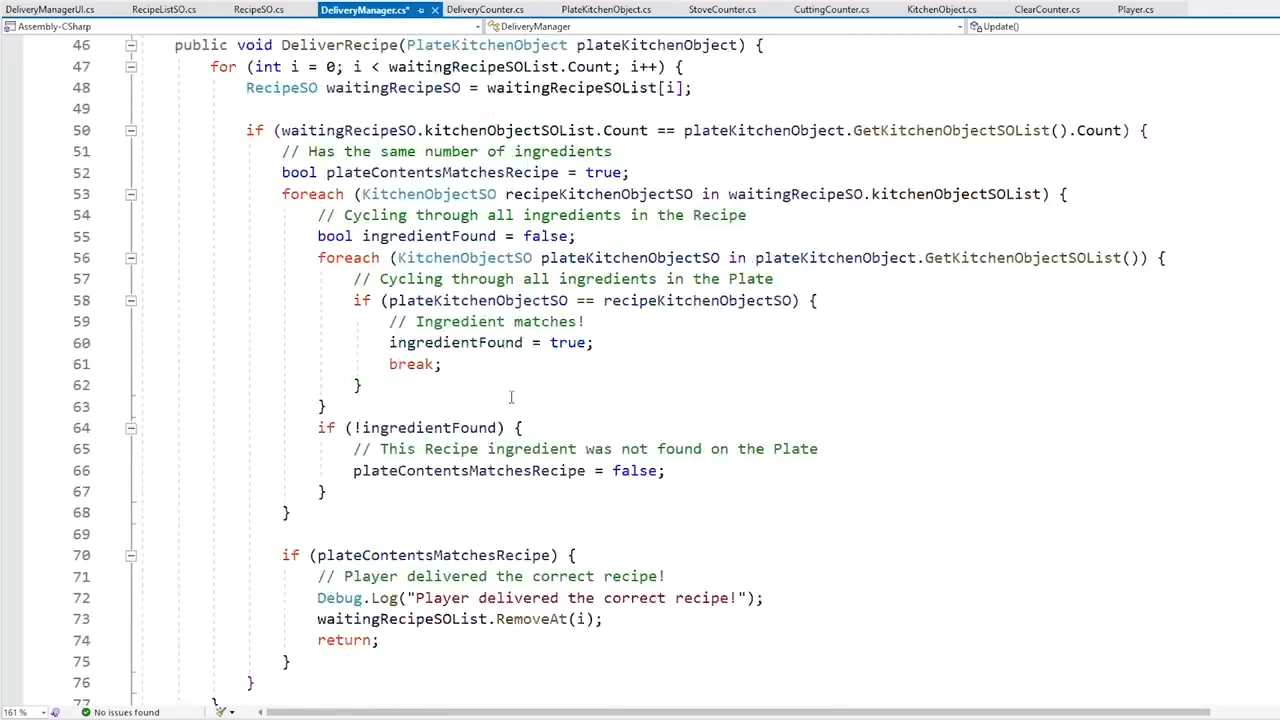 DeliveryManagerUI.cs RecipeListSO.cs RecipeSO.cs DeliveryManager.cs* DeliveryCounter.cs PlateKitchenObject.cs StoveCounter.cs CuttingCounter.cs KitchenObject.cs ClearCounter.cs Player.cs
Assembly-CSharp DeliveryManager Update()
46 public void DeliverRecipe(PlateKitchenObject plateKitchenObject) {
47 for (int i = 0; i < waitingRecipeSOList.Count; i++) {
48 RecipeSO waitingRecipeSO = waitingRecipeSOList[i];
49
50 if (waitingRecipeSO.kitchenObjectSOList.Count == plateKitchenObject.GetKitchenObjectSOList().Count) {
51 // Has the same number of ingredients
52 bool plateContentsMatchesRecipe = true;
53 foreach (KitchenObjectSO recipeKitchenObjectSO in waitingRecipeSO.kitchenObjectSOList) {
54 // Cycling through all ingredients in the Recipe
55 bool ingredientFound = false;
56 foreach (KitchenObjectSO plateKitchenObjectSO in plateKitchenObject.GetKitchenObjectSOList()) {
57 // Cycling through all ingredients in the Plate
58 if (plateKitchenObjectSO == recipeKitchenObjectSO) {
59 // Ingredient matches!
60 ingredientFound = true;
61 break;
62 }
63 }
64 if (!ingredientFound) {
65 // This Recipe ingredient was not found on the Plate
66 plateContentsMatchesRecipe = false;
67 }
68 }
69
70 if (plateContentsMatchesRecipe) {
71 // Player delivered the correct recipe!
72 Debug.Log("Player delivered the correct recipe!");
73 waitingRecipeSOList.RemoveAt(i);
74 return;
75 }
76 }
77 }
161 % No issues found